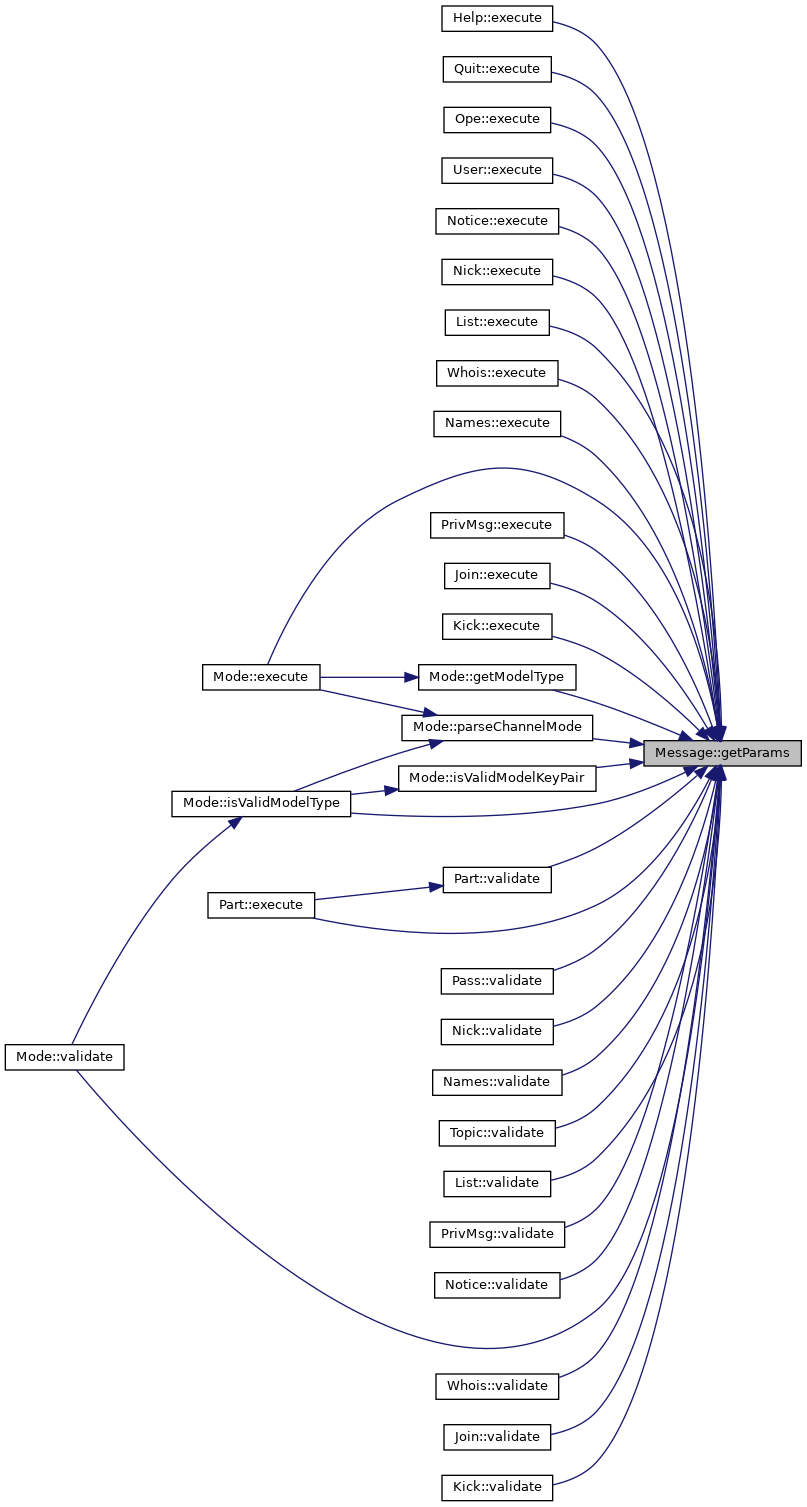 Help::execute
Quit::execute
Ope::execute
User::execute
Notice::execute
Nick::execute
List::execute
Whois::execute
Names::execute
PrivMsg::execute
Join::execute
Kick::execute
Mode::execute
Mode::getModelType
Mode::parseChannelMode
Message::getParams
Mode::isValidModelKeyPair
Mode::isValidModelType
Part::validate
Part::execute
Pass::validate
Nick::validate
Mode::validate
Names::validate
Topic::validate
List::validate
PrivMsg::validate
Notice::validate
Whois::validate
Join::validate
Kick::validate